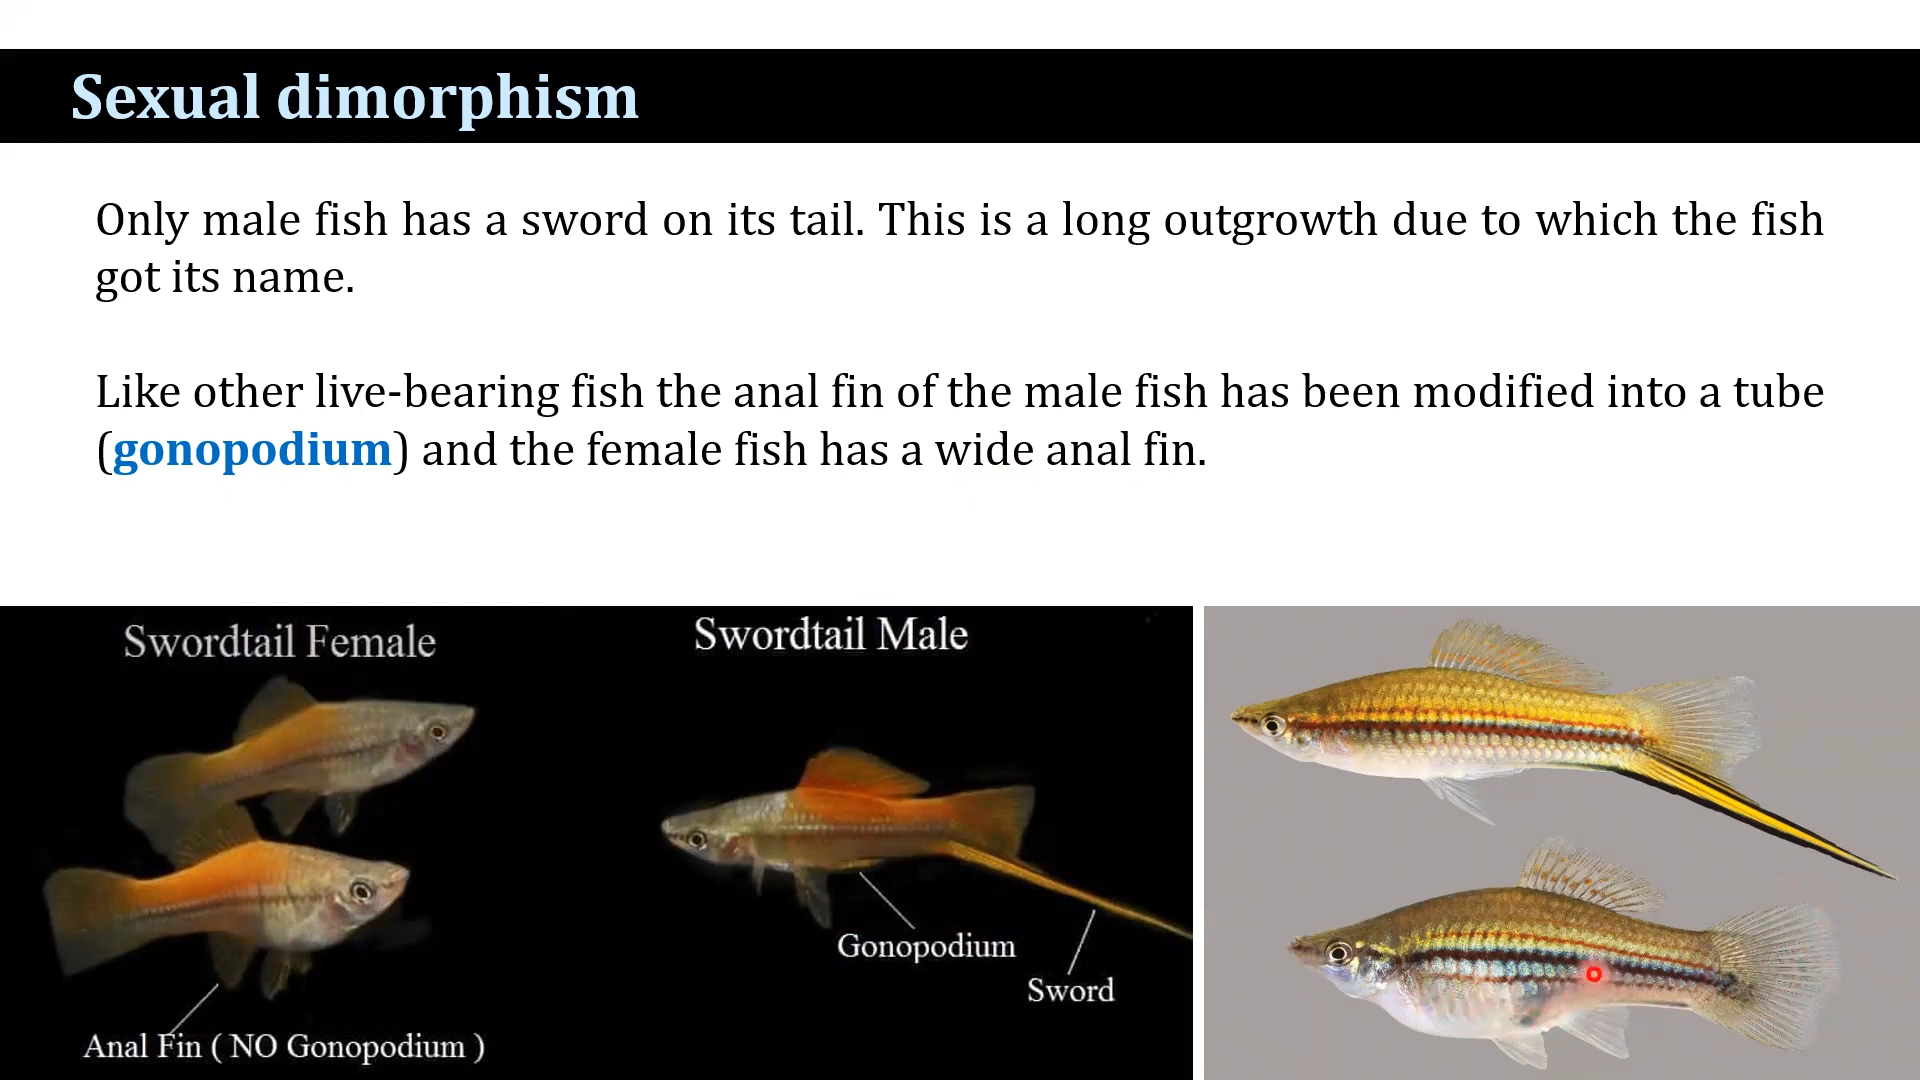 Sexual dimorphism
Only male fish has a sword on its tail. This is a long outgrowth due to which the fish
got its name.
Like other live-bearing fish the anal fin of the male fish has been modified into a tube
(gonopodium) and the female fish has a wide anal fin.
Swordtail Female
Swordtail Male
Gonopodium
Sword
Anal Fin ( NO Gonopodium )